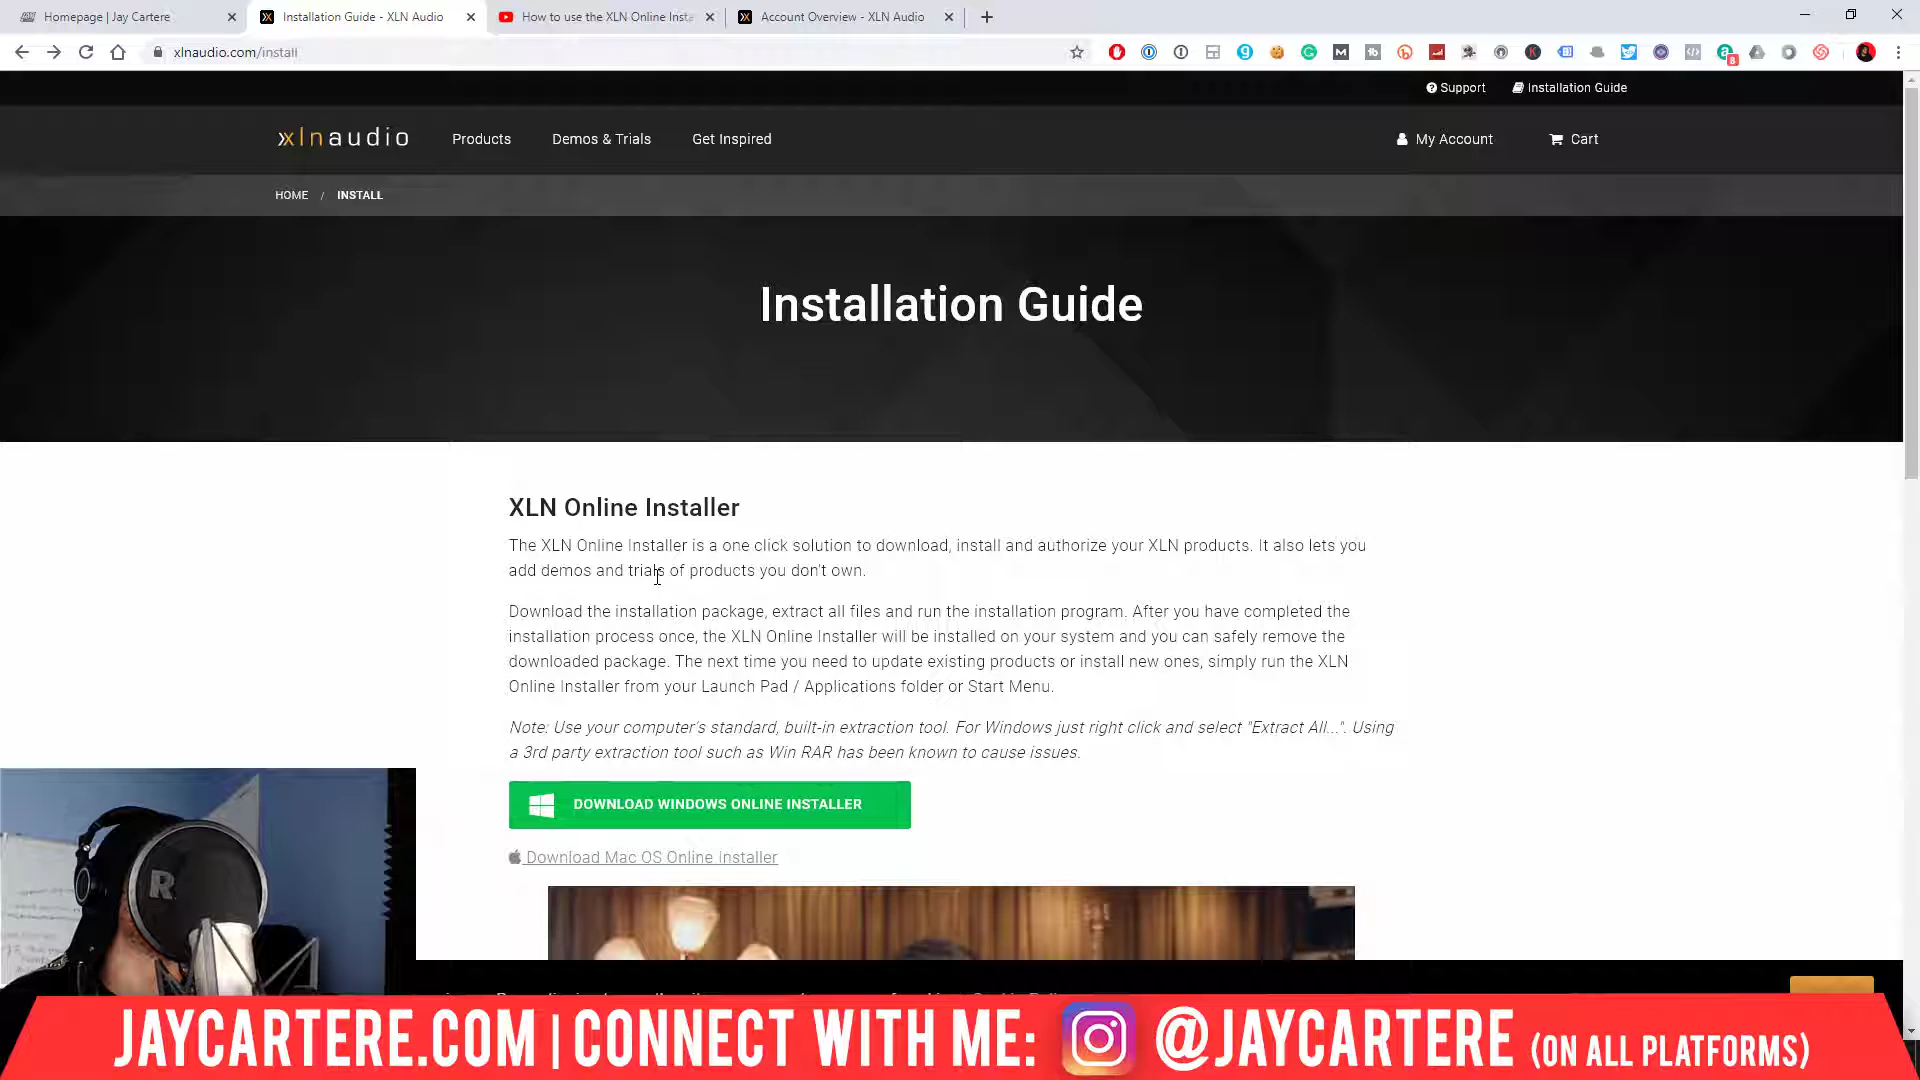 Homepage | Jay Cartere
Installation Guide - XLN Audio
How to use the XLN Online Insta
Account Overview - XLN Audio
xlnaudio.com/install
Support
Installation Guide
xlnaudio
Products
Demos & Trials
Get Inspired
My Account
Cart
HOME / INSTALL
Installation Guide
XLN Online Installer
The XLN Online Installer is a one click solution to download, install and authorize your XLN products. It also lets you
add demos and trials of products you don't own.
Download the installation package, extract all files and run the installation program. After you have completed the
installation process once, the XLN Online Installer will be installed on your system and you can safely remove the
downloaded package. The next time you need to update existing products or install new ones, simply run the XLN
Online Installer from your Launch Pad / Applications folder or Start Menu.
Note: Use your computer's standard, built-in extraction tool. For Windows just right click and select "Extract All...". Using
a 3rd party extraction tool such as Win RAR has been known to cause issues.
DOWNLOAD WINDOWS ONLINE INSTALLER
Download Mac OS Online Installer
R
JAYCARTERE.COM | CONNECT WITH ME: @JAYCARTERE (ON ALL PLATFORMS)